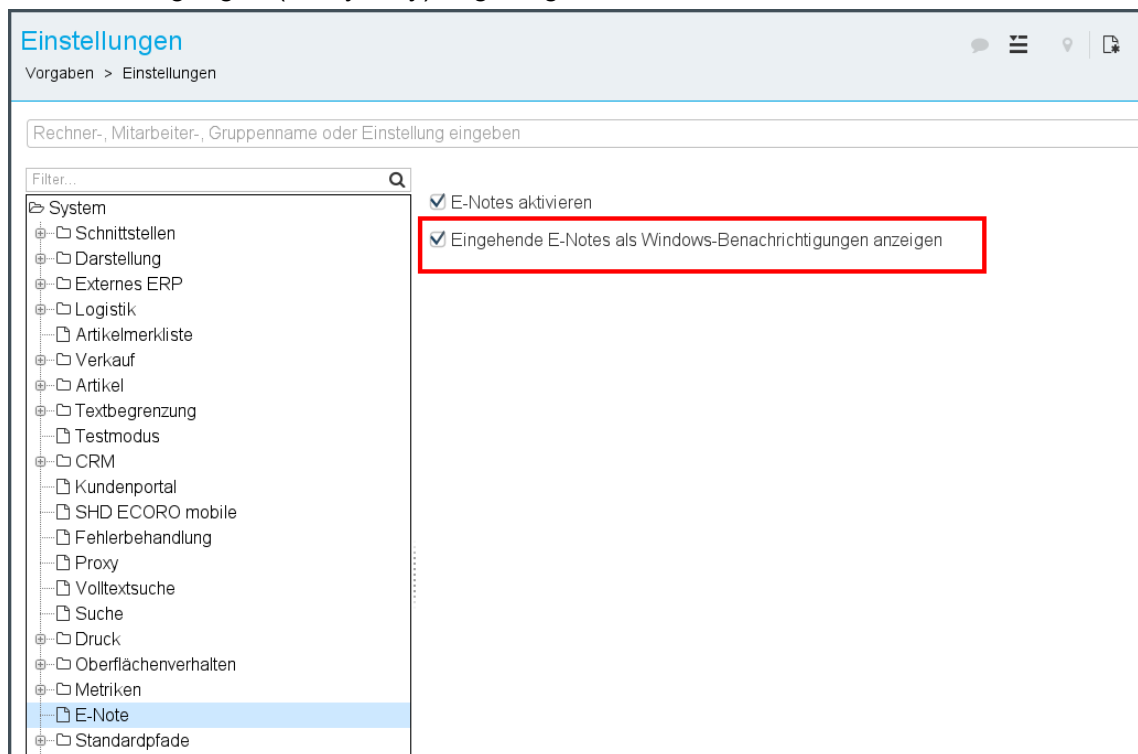 Einstellungen
Vorgaben > Einstellungen
Rechner-, Mitarbeiter-, Gruppenname oder Einstellung eingeben
Filter...
System
Schnittstellen
Darstellung
Externes ERP
Logistik
Artikelmerkliste
Verkauf
Artikel
Textbegrenzung
Testmodus
CRM
Kundenportal
SHD ECORO mobile
Fehlerbehandlung
Proxy
Volltextsuche
Suche
Druck
Oberflächenverhalten
Metriken
E-Note
Standardpfade
E-Notes aktivieren
Eingehende E-Notes als Windows-Benachrichtigungen anzeigen